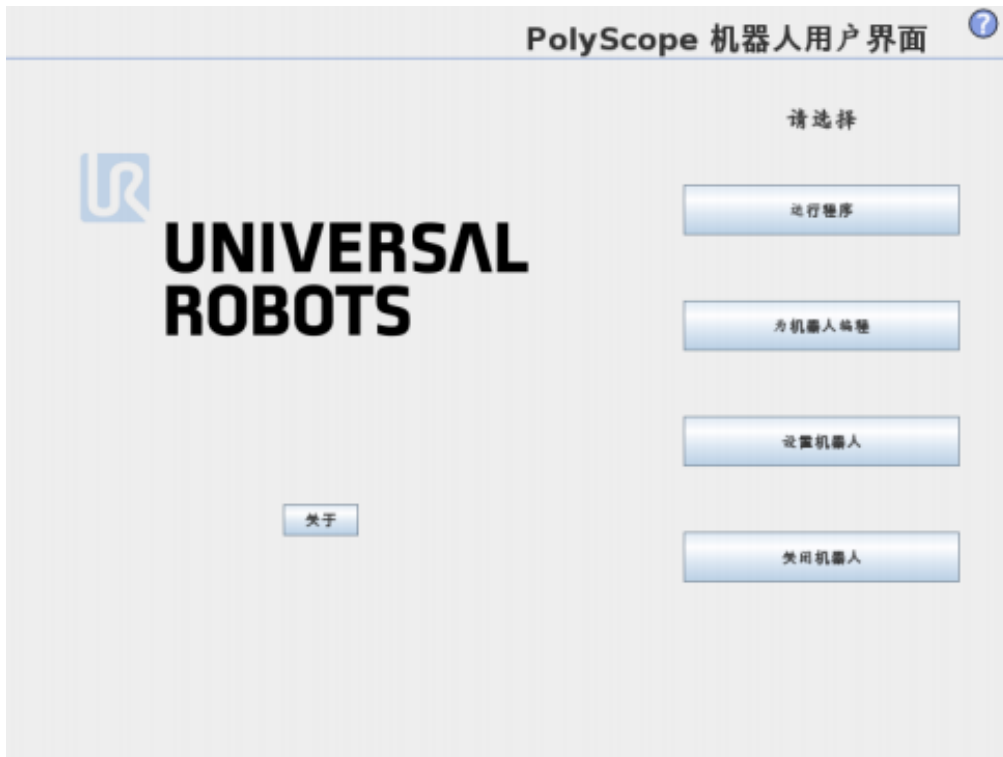 PolyScope 机器人用户界面
?
请选择
UR
UNIVERSAL
ROBOTS
运行程序
为机器人编程
设置机器人
关于
关闭机器人